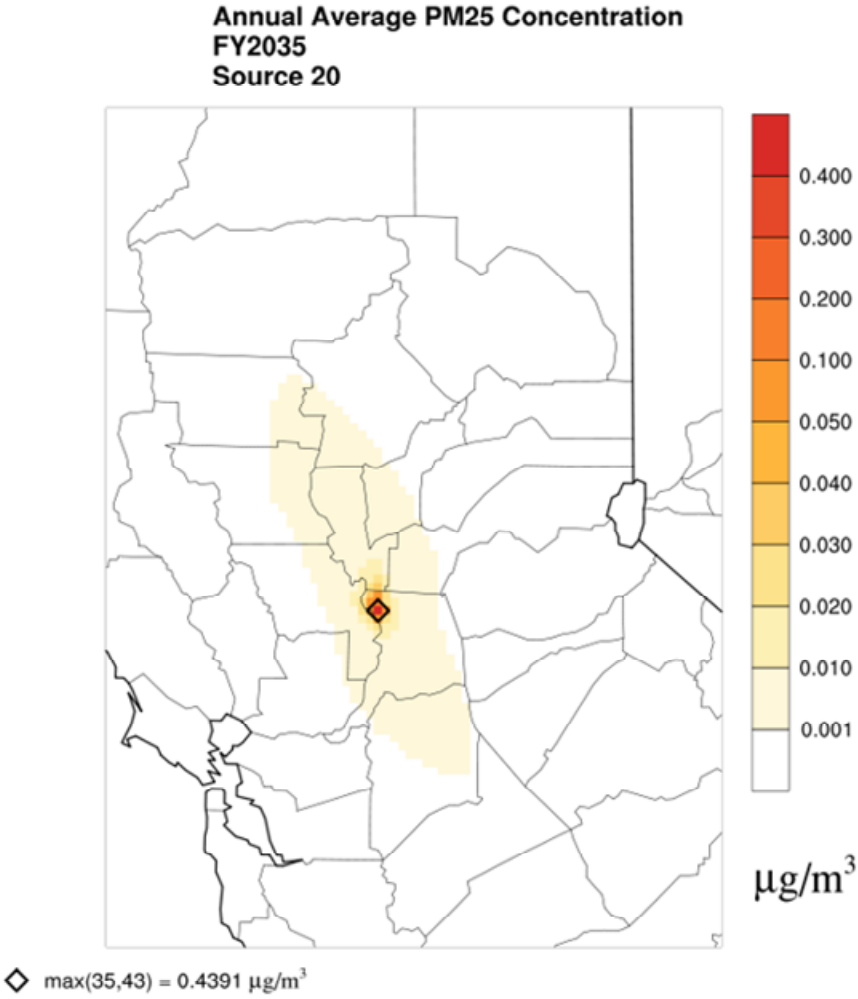 Annual Average PM25 Concentration
FY2035
Source 20
0.400
0.300
0.200
0.100
0.050
0.040
0.030
0.020
0.010
0.001
µg/m³
max(35,43) = 0.4391 µg/m³